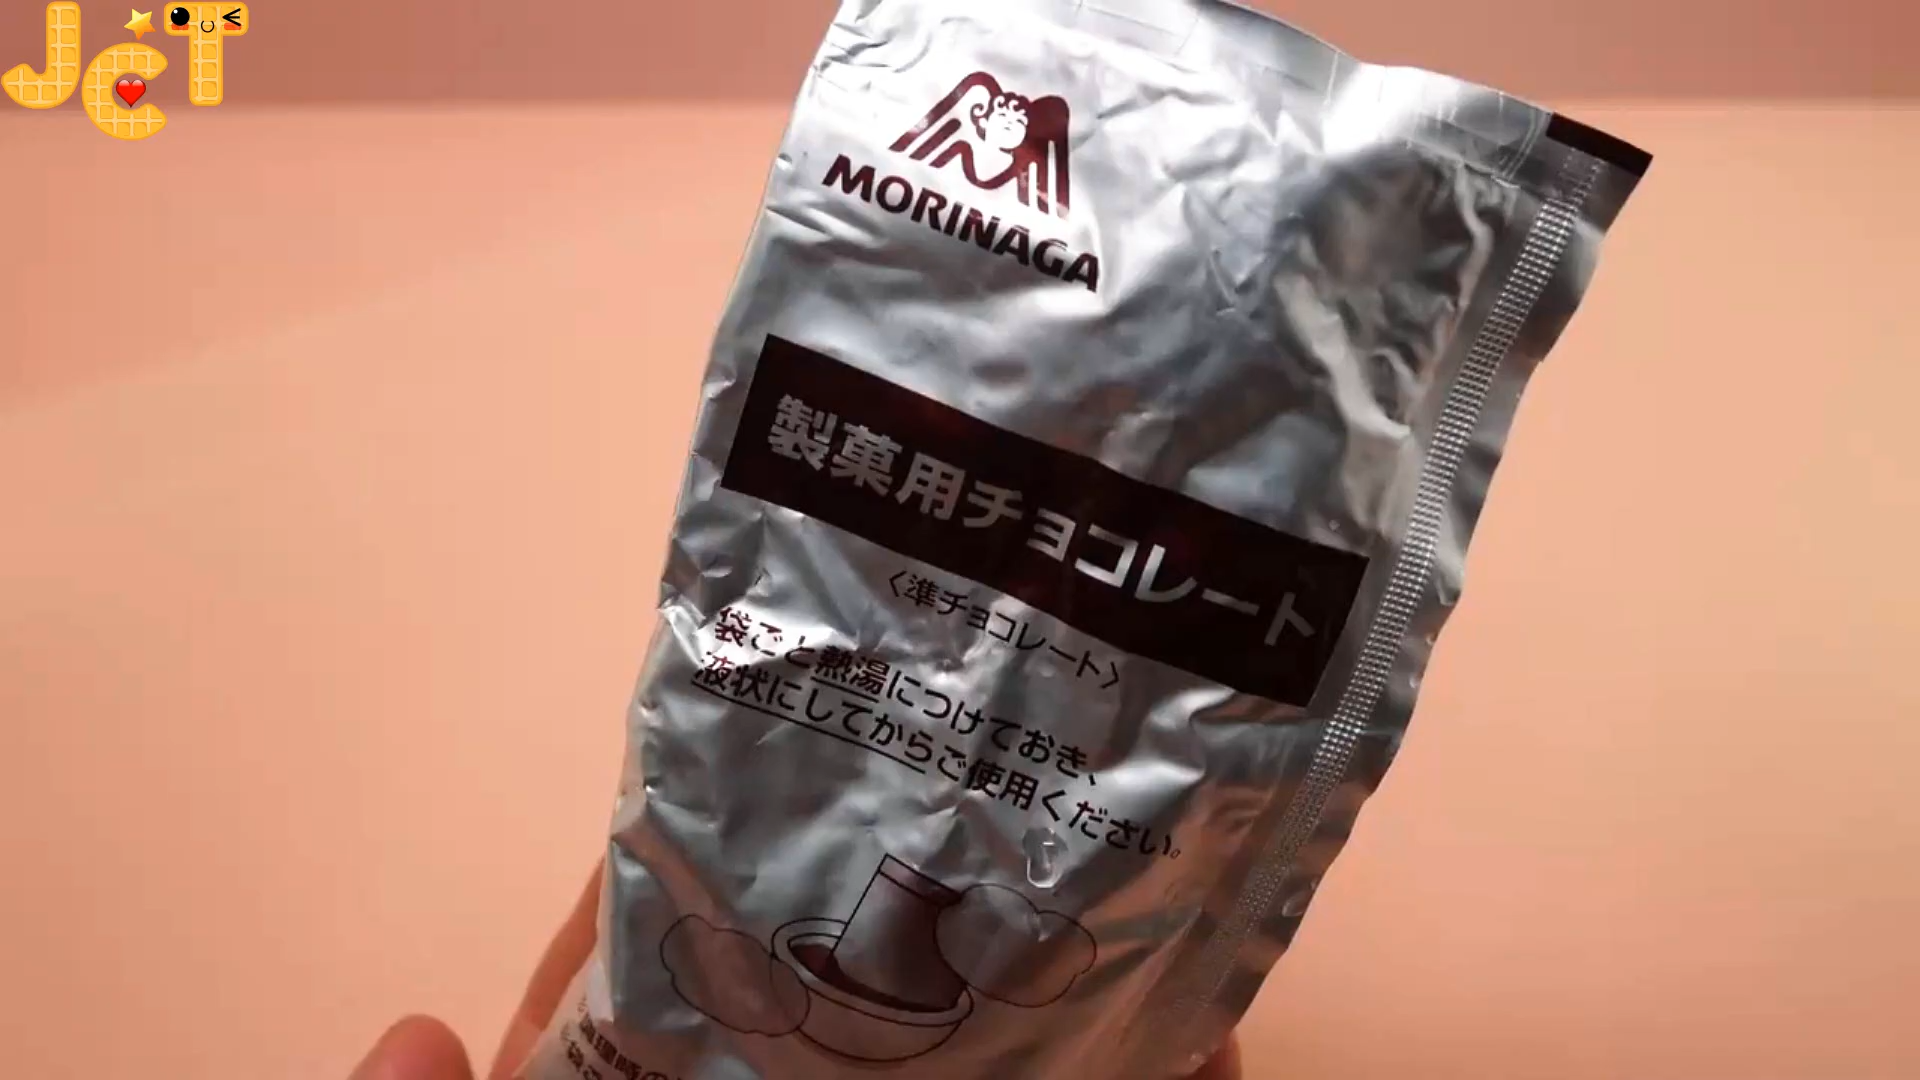 JCT
MORINAGA
製菓用チョコレート
〈準チョコレート〉
袋ごと熱湯につけておき、
液状にしてからご使用ください。